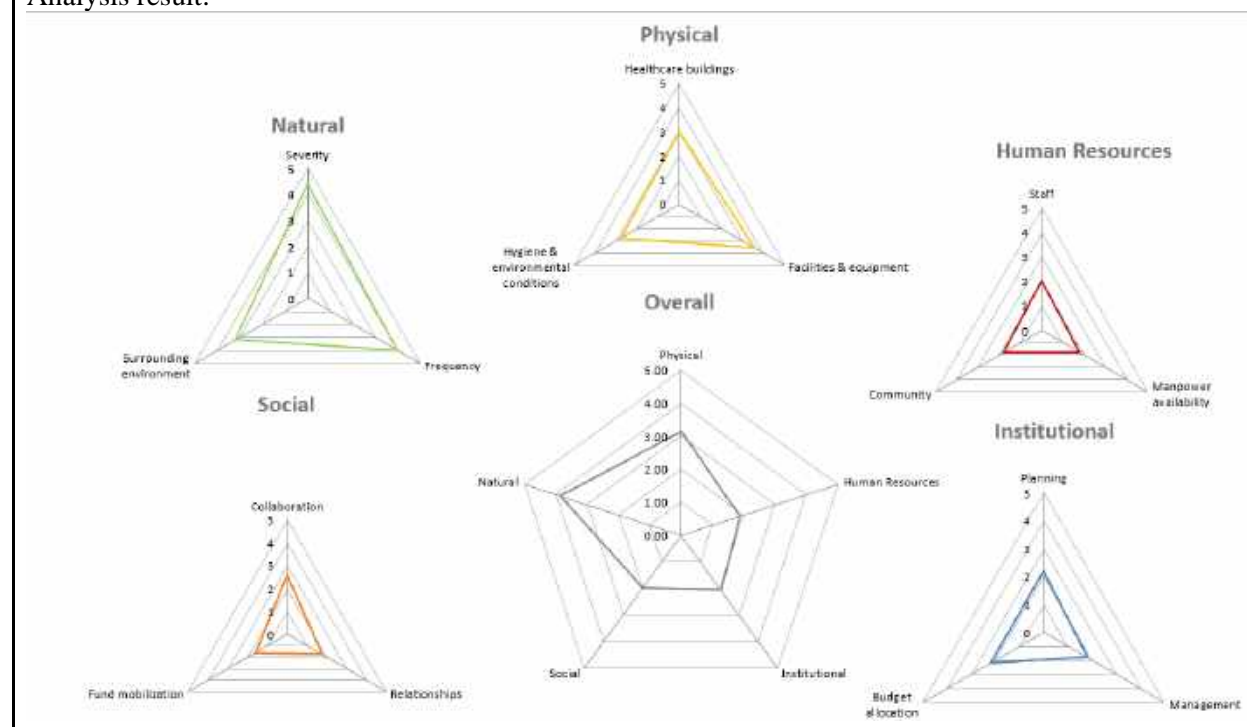 Analysis result:
Physical
Healthcare buildings
5
4
3
2
1
0
Hygiene &
environmental
conditions
Facilities & equipment
Natural
Severity
5
4
3
2
1
0
Surrounding
environment
Frequency
Human Resources
Staff
5
4
3
2
1
0
Community
Manpower
availability
Overall
Physical
5.00
4.00
3.00
2.00
1.00
0.00
Natural
Human Resources
Social
Institutional
Social
Collaboration
5
4
3
2
1
0
Fund mobilization
Relationships
Institutional
Planning
5
4
3
2
1
0
Budget
allocation
Management